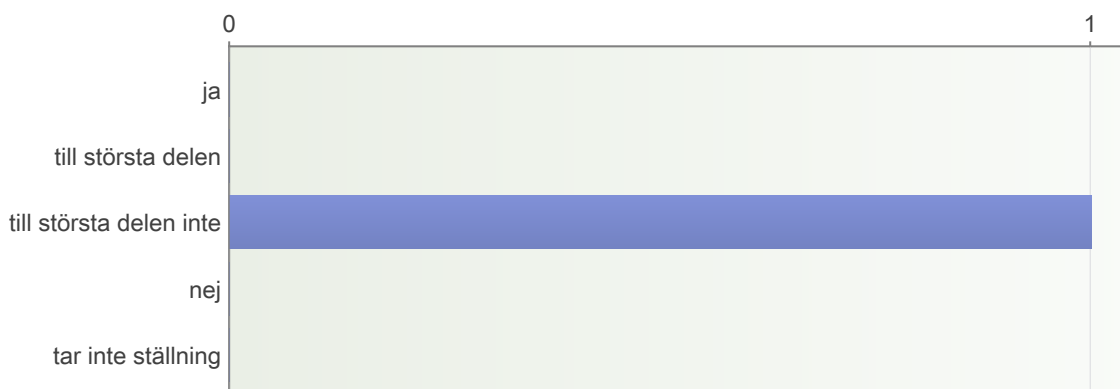 0 1
ja
till största delen
till största delen inte
nej
tar inte ställning